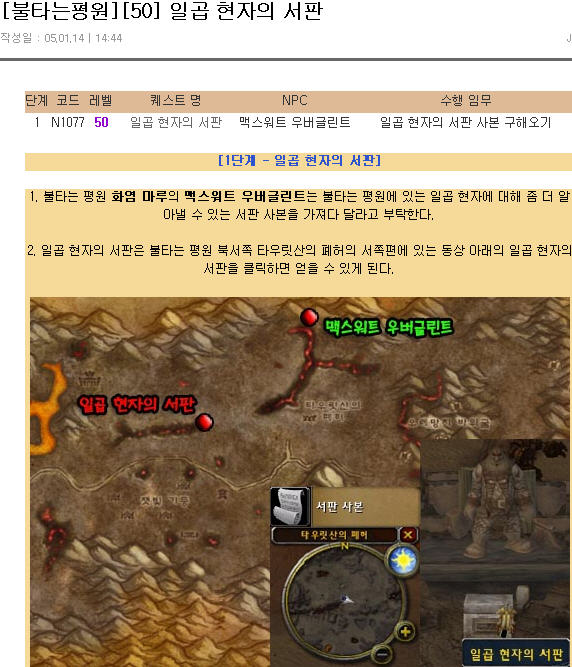 [불타는평원][50] 일곱 현자의 서판
작성일 : 05.01.14 | 14:44
단계 코드 레벨 퀘스트 명 NPC 수행 임무
1 N1077 50 일곱 현자의 서판 맥스워트 우버글린트 일곱 현자의 서판 사본 구해오기
[1단계 - 일곱 현자의 서판]
1. 불타는 평원 화염 마루의 맥스워트 우버글린트는 불타는 평원에 있는 일곱 현자에 대해 좀 더 알
아낼 수 있는 서판 사본을 가져다 달라고 부탁한다.
2. 일곱 현자의 서판은 불타는 평원 북서쪽 타우릿산의 폐허의 서쪽편에 있는 동상 아래의 일곱 현자의
서판을 클릭하면 얻을 수 있게 된다.
맥스워트 우버글린트
일곱 현자의 서판
타우릿산의
폐허
잿빛 기둥
서판 사본
타우릿산의 폐허
N
일곱 현자의 서판